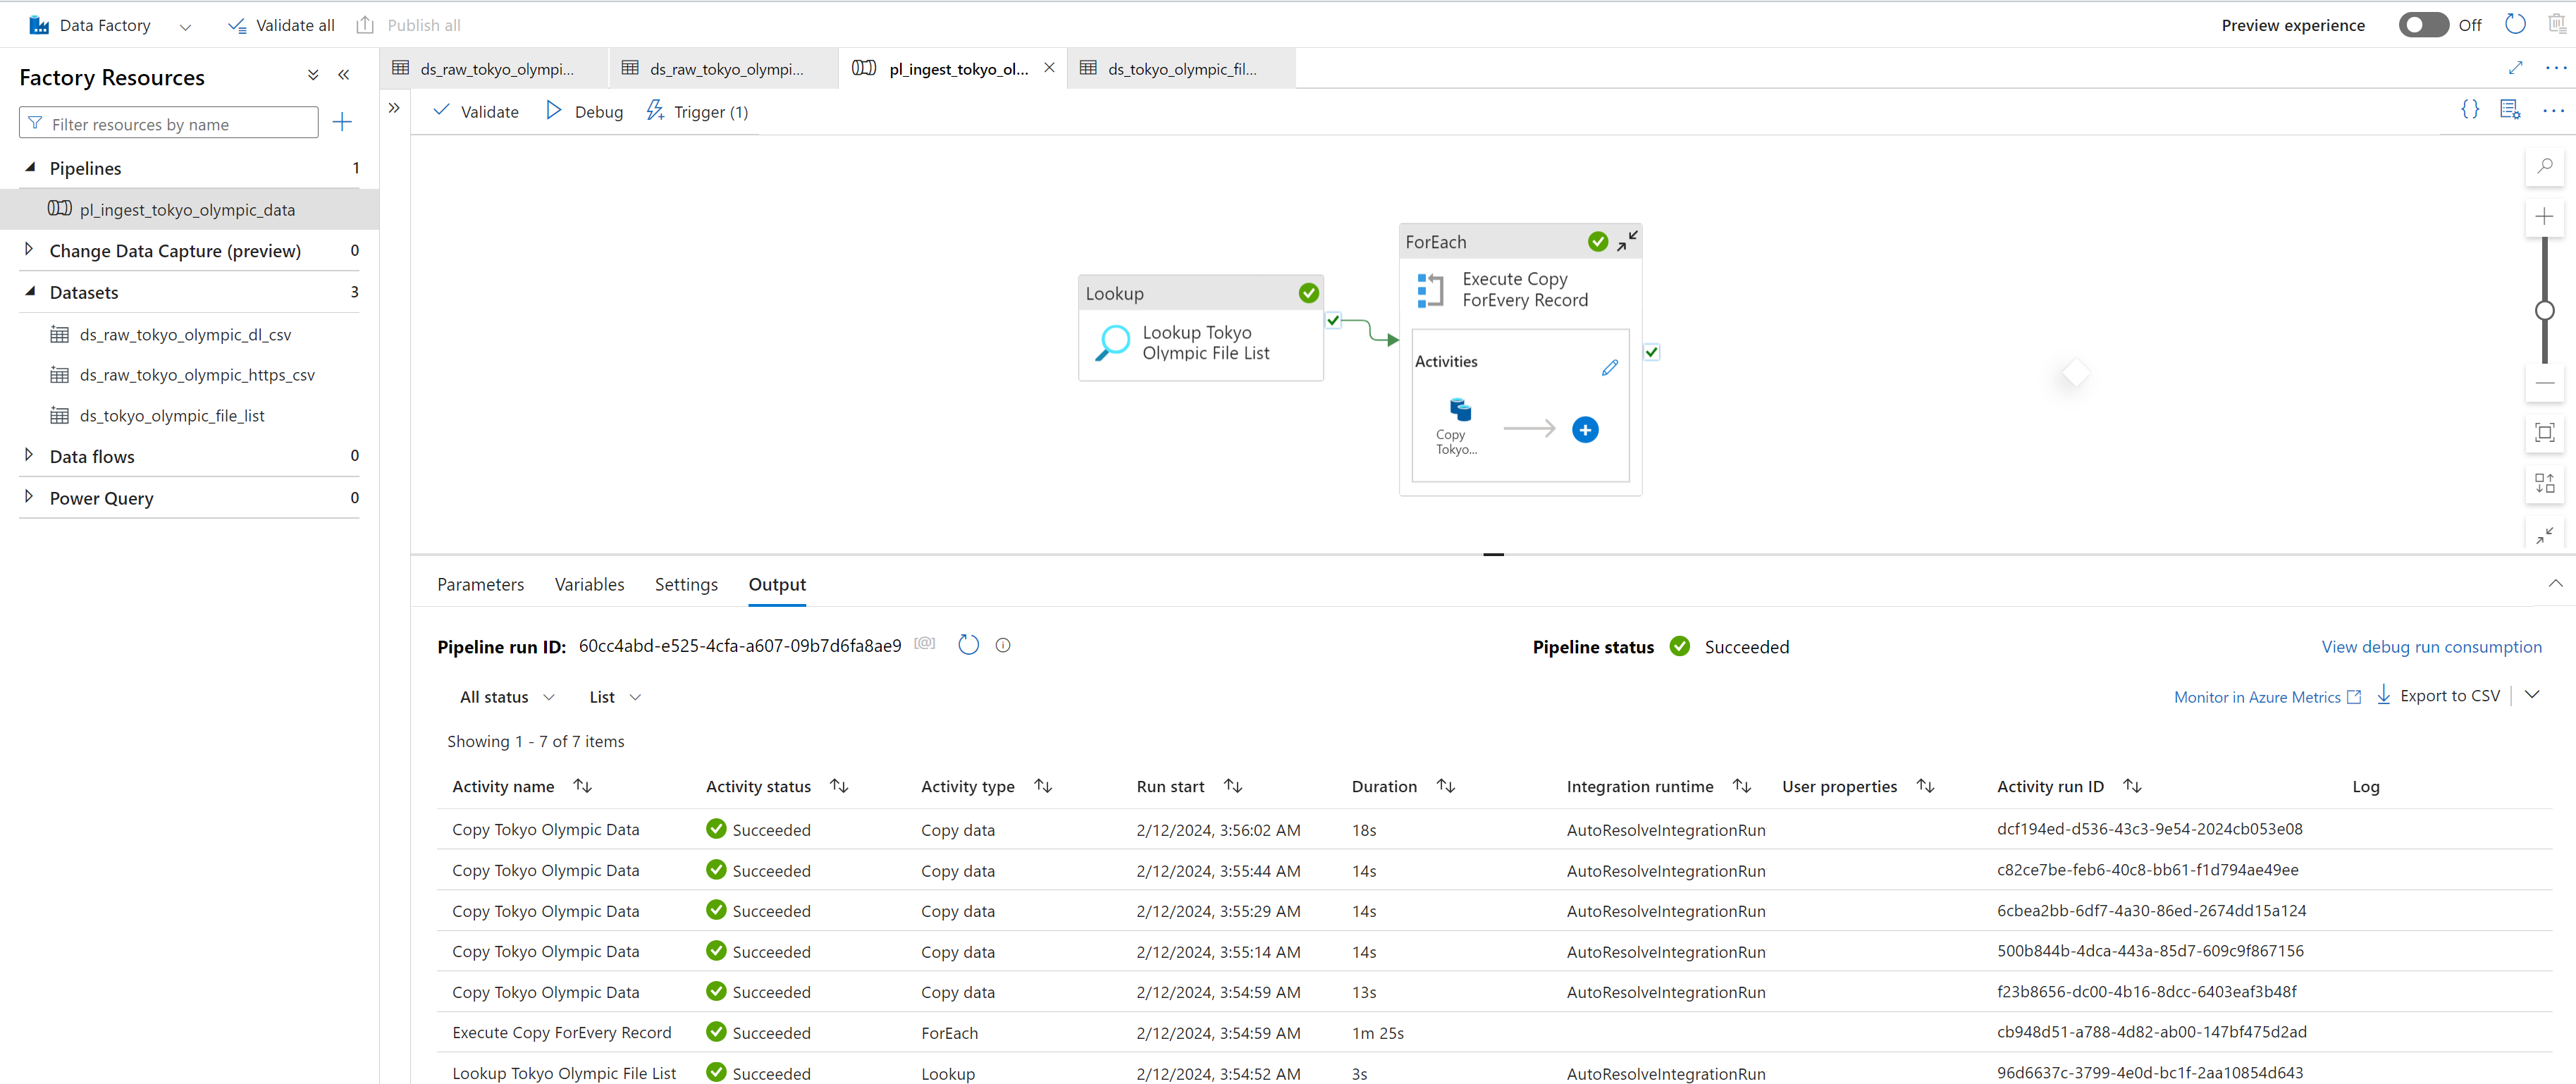 Data Factory
Validate all
Publish all
Preview experience
Off
Factory Resources
Filter resources by name
Pipelines 1
pl_ingest_tokyo_olympic_data
Change Data Capture (preview) 0
Datasets 3
ds_raw_tokyo_olympic_dl_csv
ds_raw_tokyo_olympic_https_csv
ds_tokyo_olympic_file_list
Data flows 0
Power Query 0
ds_raw_tokyo_olympi...
ds_raw_tokyo_olympi...
pl_ingest_tokyo_ol...
ds_tokyo_olympic_fil...
Validate
Debug
Trigger (1)
Lookup
Lookup Tokyo
Olympic File List
ForEach
Execute Copy
ForEvery Record
Activities
Copy
Tokyo...
Parameters Variables Settings Output
Pipeline run ID: 60cc4abd-e525-4cfa-a607-09b7d6fa8ae9
Pipeline status Succeeded
View debug run consumption
All status List
Monitor in Azure Metrics Export to CSV
Showing 1 - 7 of 7 items
Activity name Activity status Activity type Run start Duration Integration runtime User properties Activity run ID Log
Copy Tokyo Olympic Data Succeeded Copy data 2/12/2024, 3:56:02 AM 18s AutoResolveIntegrationRun dcf194ed-d536-43c3-9e54-2024cb053e08
Copy Tokyo Olympic Data Succeeded Copy data 2/12/2024, 3:55:44 AM 14s AutoResolveIntegrationRun c82ce7be-feb6-40c8-bb61-f1d794ae49ee
Copy Tokyo Olympic Data Succeeded Copy data 2/12/2024, 3:55:29 AM 14s AutoResolveIntegrationRun 6cbea2bb-6df7-4a30-86ed-2674dd15a124
Copy Tokyo Olympic Data Succeeded Copy data 2/12/2024, 3:55:14 AM 14s AutoResolveIntegrationRun 500b844b-4dca-443a-85d7-609c9f867156
Copy Tokyo Olympic Data Succeeded Copy data 2/12/2024, 3:54:59 AM 13s AutoResolveIntegrationRun f23b8656-dc00-4b16-8dcc-6403eaf3b48f
Execute Copy ForEvery Record Succeeded ForEach 2/12/2024, 3:54:59 AM 1m 25s cb948d51-a788-4d82-ab00-147bf475d2ad
Lookup Tokyo Olympic File List Succeeded Lookup 2/12/2024, 3:54:52 AM 3s AutoResolveIntegrationRun 96d6637c-3799-4e0d-bc1f-2aa10854d643